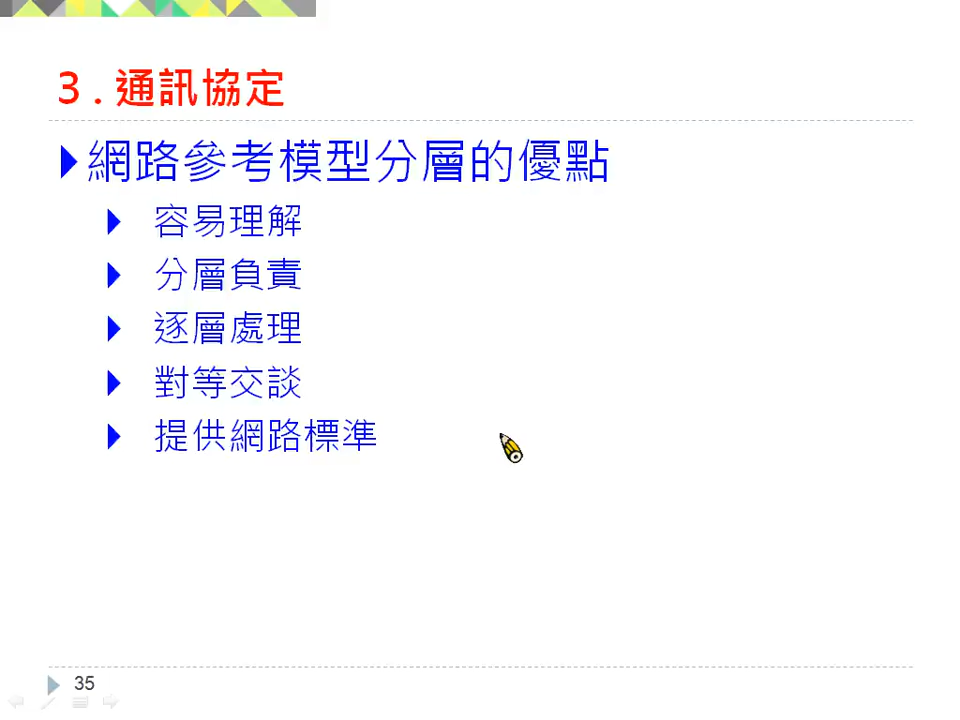 3 . 通訊協定
網路參考模型分層的優點
容易理解
分層負責
逐層處理
對等交談
提供網路標準
35